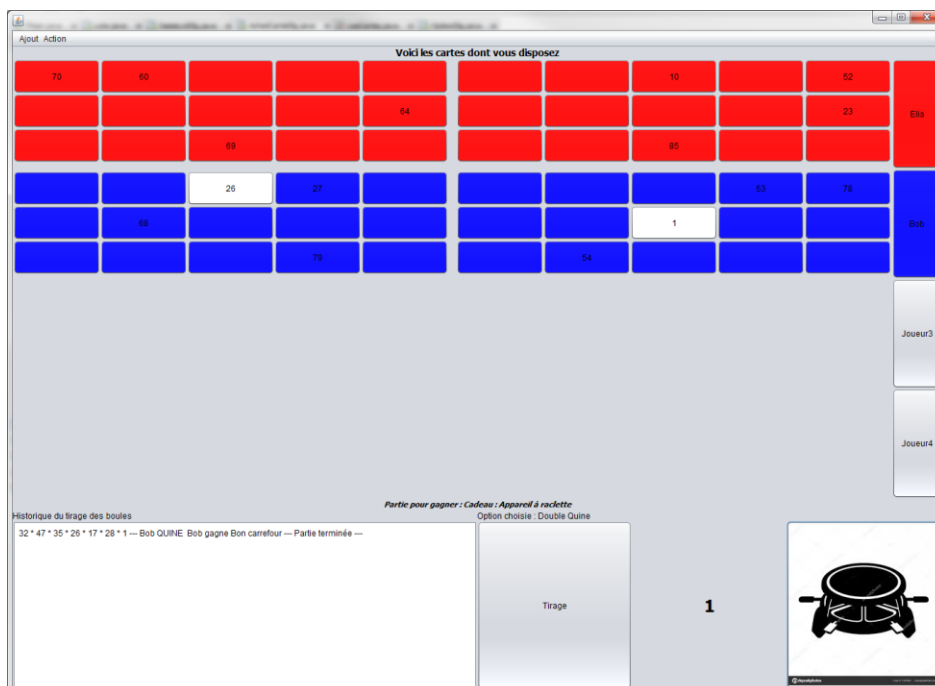 Ajout Action
Voici les cartes dont vous disposez
70 60 10 52
64 23
69 85
Ella
26 27 53 78
68 1
79 54
Bob
Joueur3
Joueur4
Partie pour gagner : Cadeau : Appareil à raclette
Historique du tirage des boules
Option choisie : Double Quine
32 * 47 * 35 * 26 * 17 * 28 * 1 --- Bob QUINE Bob gagne Bon carrefour --- Partie terminée ---
Tirage
1
depositphotos